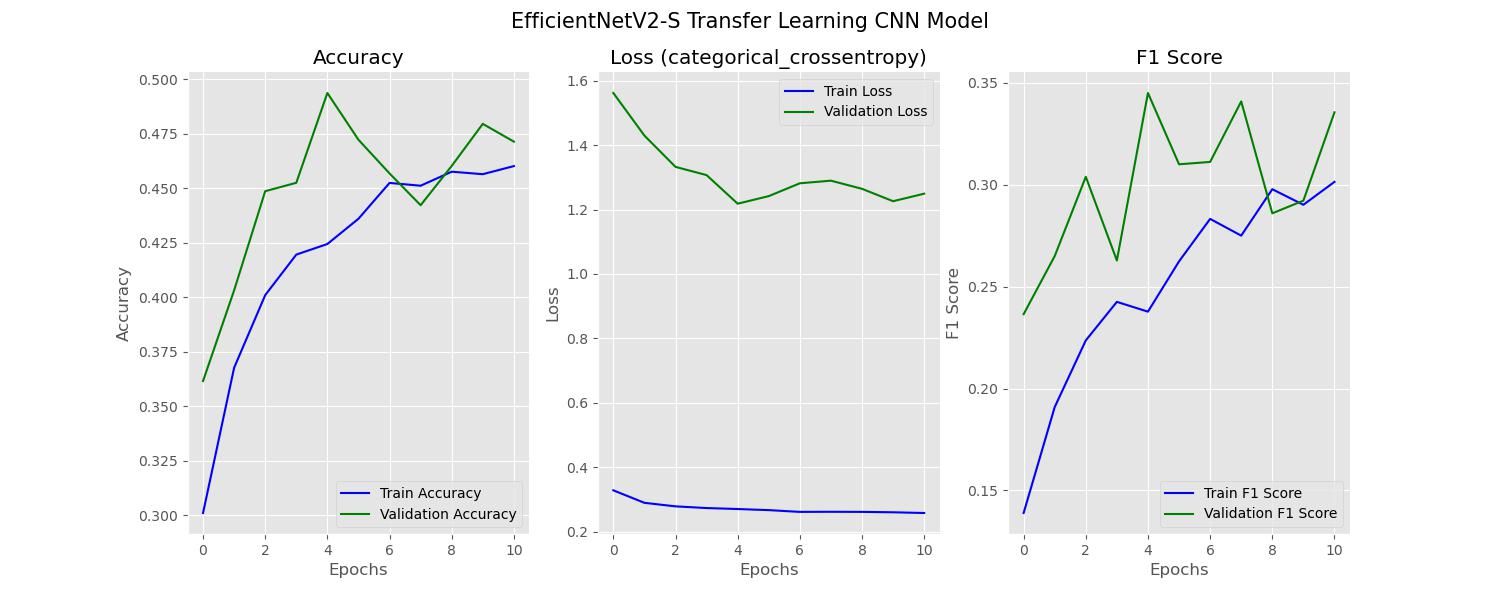 EfficientNetV2-S Transfer Learning CNN Model
Accuracy
0.500
0.475
0.450
0.425
0.400
0.375
0.350
0.325
0.300
Accuracy
0 2 4 6 8 10
Epochs
Train Accuracy
Validation Accuracy
Loss (categorical_crossentropy)
1.6
1.4
1.2
1.0
0.8
0.6
0.4
0.2
Loss
0 2 4 6 8 10
Epochs
Train Loss
Validation Loss
F1 Score
0.35
0.30
0.25
0.20
0.15
F1 Score
0 2 4 6 8 10
Epochs
Train F1 Score
Validation F1 Score